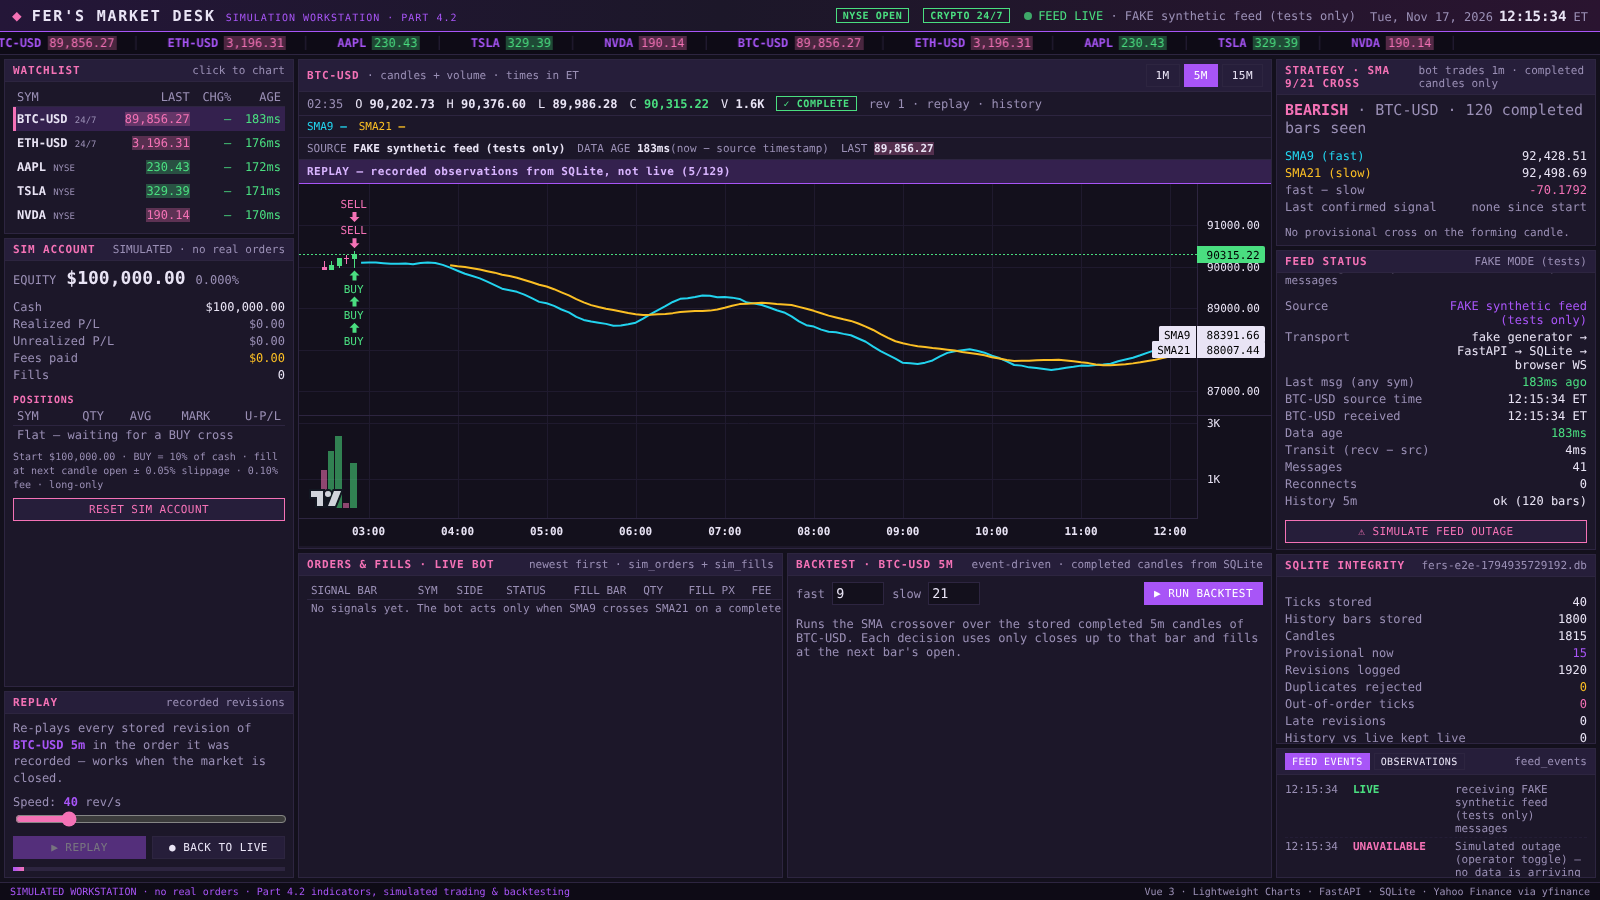 ◆ FER'S MARKET DESK SIMULATION WORKSTATION · PART 4.2
NYSE OPEN CRYPTO 24/7 ● FEED LIVE · FAKE synthetic feed (tests only) Tue, Nov 17, 2026 12:15:34 ET
TC-USD 89,856.27 ETH-USD 3,196.31 AAPL 230.43 TSLA 329.39 NVDA 190.14 BTC-USD 89,856.27 ETH-USD 3,196.31 AAPL 230.43 TSLA 329.39 NVDA 190.14
WATCHLIST click to chart
SYM LAST CHG% AGE
BTC-USD 24/7 89,856.27 — 183ms
ETH-USD 24/7 3,196.31 — 176ms
AAPL NYSE 230.43 — 172ms
TSLA NYSE 329.39 — 171ms
NVDA NYSE 190.14 — 170ms
SIM ACCOUNT SIMULATED · no real orders
EQUITY $100,000.00 0.000%
Cash $100,000.00
Realized P/L $0.00
Unrealized P/L $0.00
Fees paid $0.00
Fills 0
POSITIONS
SYM QTY AVG MARK U-P/L
Flat — waiting for a BUY cross
Start $100,000.00 · BUY = 10% of cash · fill
at next candle open ± 0.05% slippage · 0.10%
fee · long-only
RESET SIM ACCOUNT
REPLAY recorded revisions
Re-plays every stored revision of
BTC-USD 5m in the order it was
recorded — works when the market is
closed.
Speed: 40 rev/s
▶ REPLAY ● BACK TO LIVE
BTC-USD · candles + volume · times in ET 1M 5M 15M
02:35 O 90,202.73 H 90,376.60 L 89,986.28 C 90,315.22 V 1.6K ✓ COMPLETE rev 1 · replay · history
SMA9 — SMA21 —
SOURCE FAKE synthetic feed (tests only) DATA AGE 183ms(now − source timestamp) LAST 89,856.27
REPLAY — recorded observations from SQLite, not live (5/129)
SELL
SELL
BUY
BUY
BUY
91000.00
90315.22
90000.00
89000.00
SMA9 88391.66
SMA21 88007.44
87000.00
3K
1K
03:00 04:00 05:00 06:00 07:00 08:00 09:00 10:00 11:00 12:00
ORDERS & FILLS · LIVE BOT newest first · sim_orders + sim_fills
SIGNAL BAR SYM SIDE STATUS FILL BAR QTY FILL PX FEE
No signals yet. The bot acts only when SMA9 crosses SMA21 on a complete
BACKTEST · BTC-USD 5M event-driven · completed candles from SQLite
fast 9 slow 21 ▶ RUN BACKTEST
Runs the SMA crossover over the stored completed 5m candles of
BTC-USD. Each decision uses only closes up to that bar and fills
at the next bar's open.
STRATEGY · SMA 9/21 CROSS bot trades 1m · completed candles only
BEARISH · BTC-USD · 120 completed
bars seen
SMA9 (fast) 92,428.51
SMA21 (slow) 92,498.69
fast − slow -70.1792
Last confirmed signal none since start
No provisional cross on the forming candle.
FEED STATUS FAKE MODE (tests)
messages
Source FAKE synthetic feed
(tests only)
Transport fake generator →
FastAPI → SQLite →
browser WS
Last msg (any sym) 183ms ago
BTC-USD source time 12:15:34 ET
BTC-USD received 12:15:34 ET
Data age 183ms
Transit (recv − src) 4ms
Messages 41
Reconnects 0
History 5m ok (120 bars)
⚠ SIMULATE FEED OUTAGE
SQLITE INTEGRITY fers-e2e-1794935729192.db
Ticks stored 40
History bars stored 1800
Candles 1815
Provisional now 15
Revisions logged 1920
Duplicates rejected 0
Out-of-order ticks 0
Late revisions 0
History vs live kept live 0
FEED EVENTS OBSERVATIONS feed_events
12:15:34 LIVE receiving FAKE
synthetic feed
(tests only)
messages
12:15:34 UNAVAILABLE Simulated outage
(operator toggle) —
no data is arriving
SIMULATED WORKSTATION · no real orders · Part 4.2 indicators, simulated trading & backtesting
Vue 3 · Lightweight Charts · FastAPI · SQLite · Yahoo Finance via yfinance